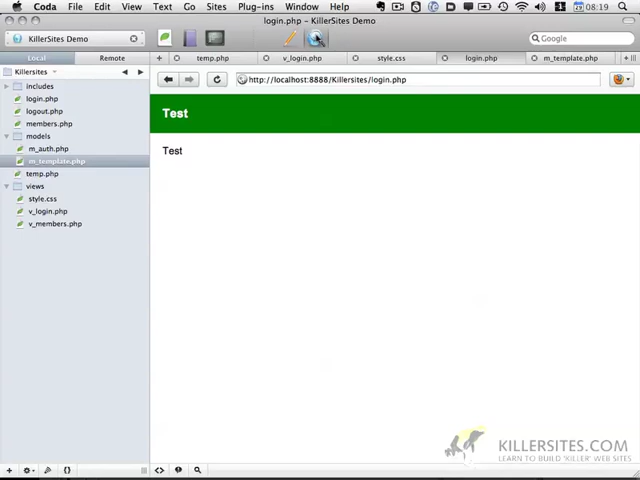 Coda File Edit View Text Go Sites Plug-ins Window Help 08:19
login.php – KillerSites Demo
KillerSites Demo
Google
Local Remote
temp.php v_login.php style.css login.php m_template.php
Killersites
http://localhost:8888/Killersites/login.php
includes
login.php
logout.php
members.php
models
m_auth.php
m_template.php
temp.php
views
style.css
v_login.php
v_members.php
Test
Test
KILLERSITES.COM
LEARN TO BUILD 'KILLER' WEB SITES